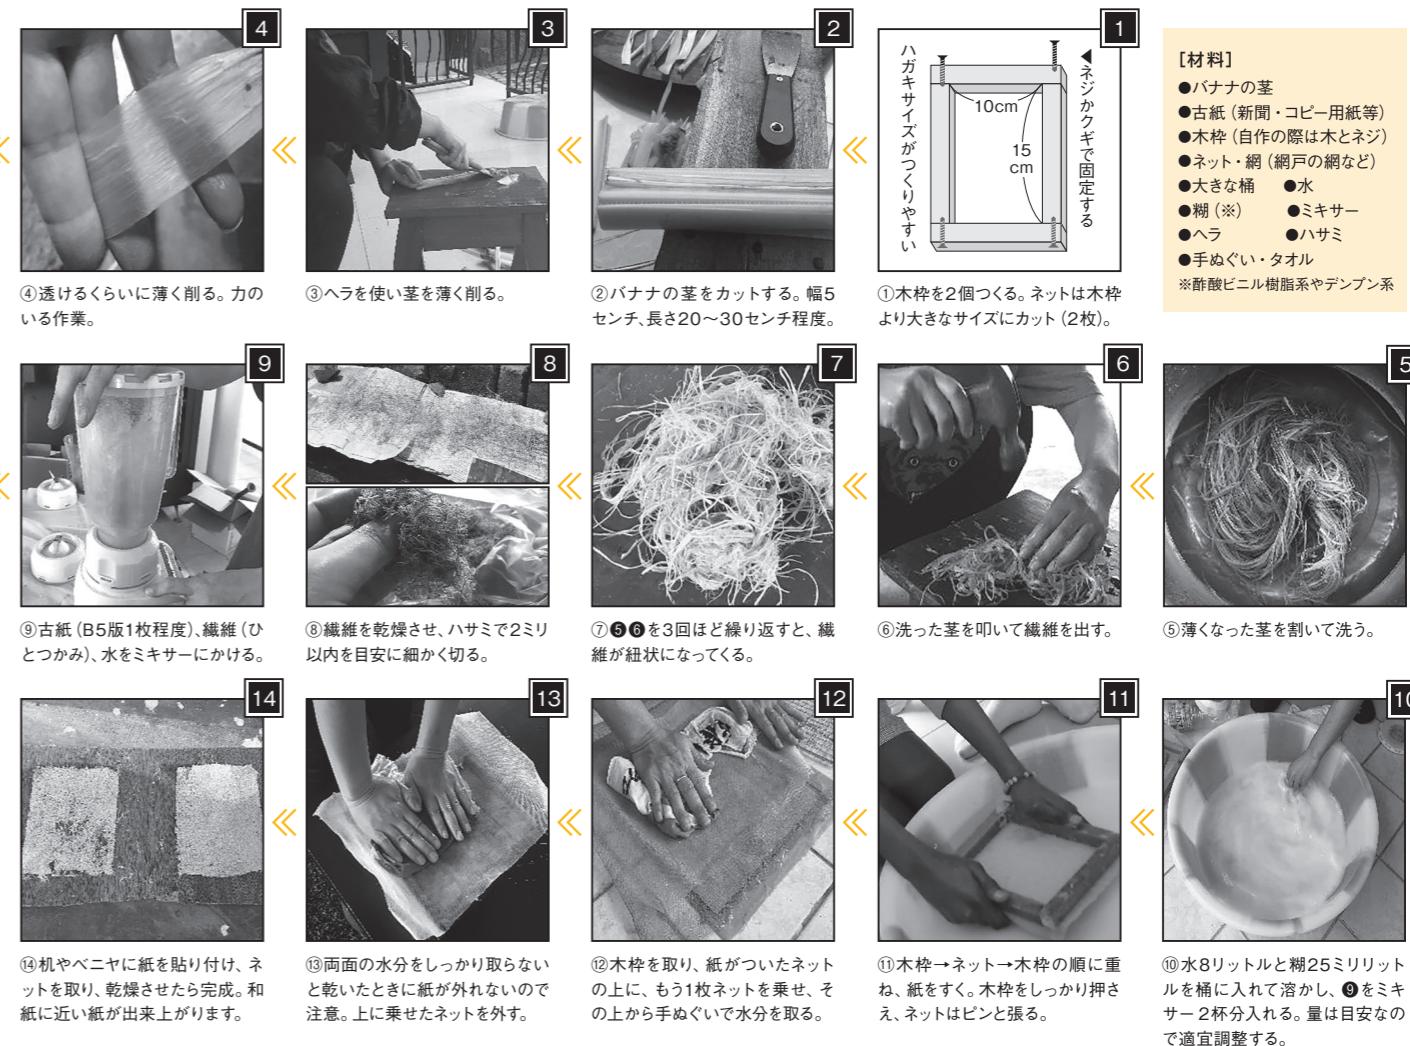 [材料]
●バナナの茎
●古紙（新聞・コピー用紙等）
●木枠（自作の際は木とネジ）
●ネット・網（網戸の網など）
●大きな桶 ●水
●糊（※） ●ミキサー
●ヘラ ●ハサミ
●手ぬぐい・タオル
※酢酸ビニル樹脂系やデンプン系
1
◀ネジかクギで固定する
10cm
15
cm
ハガキサイズがつくりやすい
①木枠を2個つくる。ネットは木枠
より大きなサイズにカット（2枚）。
2
②バナナの茎をカットする。幅5
センチ、長さ20〜30センチ程度。
3
③ヘラを使い茎を薄く削る。
4
④透けるくらいに薄く削る。力の
いる作業。
5
⑤薄くなった茎を割いて洗う。
6
⑥洗った茎を叩いて繊維を出す。
7
⑦❺❻を3回ほど繰り返すと、繊
維が紐状になってくる。
8
⑧繊維を乾燥させ、ハサミで2ミリ
以内を目安に細かく切る。
9
⑨古紙（B5版1枚程度）、繊維（ひ
とつかみ）、水をミキサーにかける。
10
⑩水8リットルと糊25ミリリット
ルを桶に入れて溶かし、❾をミキ
サー2杯分入れる。量は目安なの
で適宜調整する。
11
⑪木枠→ネット→木枠の順に重
ね、紙をすく。木枠をしっかり押さ
え、ネットはピンと張る。
12
⑫木枠を取り、紙がついたネット
の上に、もう1枚ネットを乗せ、そ
の上から手ぬぐいで水分を取る。
13
⑬両面の水分をしっかり取らない
と乾いたときに紙が外れないので
注意。上に乗せたネットを外す。
14
⑭机やベニヤに紙を貼り付け、ネ
ットを取り、乾燥させたら完成。和
紙に近い紙が出来上がります。